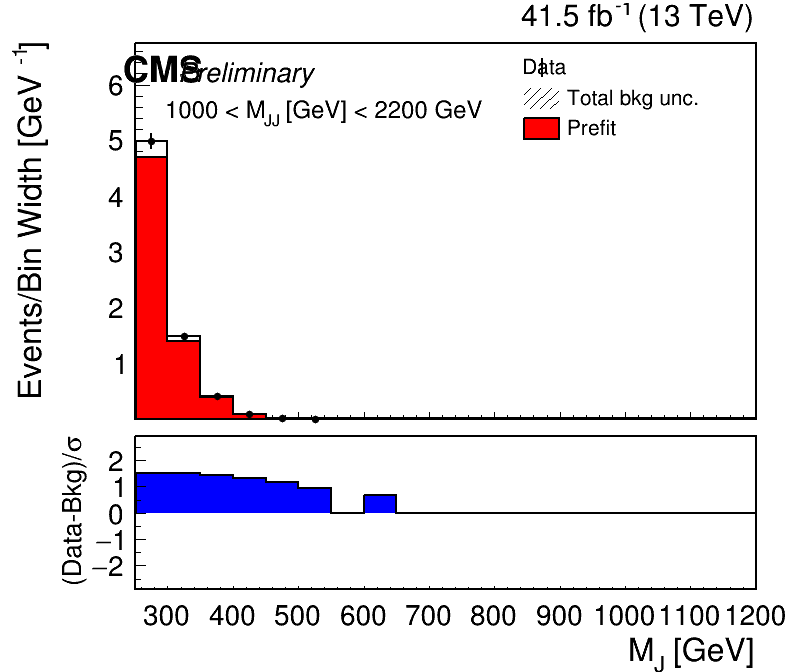 41.5 fb⁻¹ (13 TeV)
CMS Preliminary
1000 < M_JJ [GeV] < 2200 GeV
Data
Total bkg unc.
Prefit
Events/Bin Width [GeV⁻¹]
6
5
4
3
2
1
(Data-Bkg)/σ
2
1
0
−1
−2
300 400 500 600 700 800 900 1000 1100 1200
M_J [GeV]